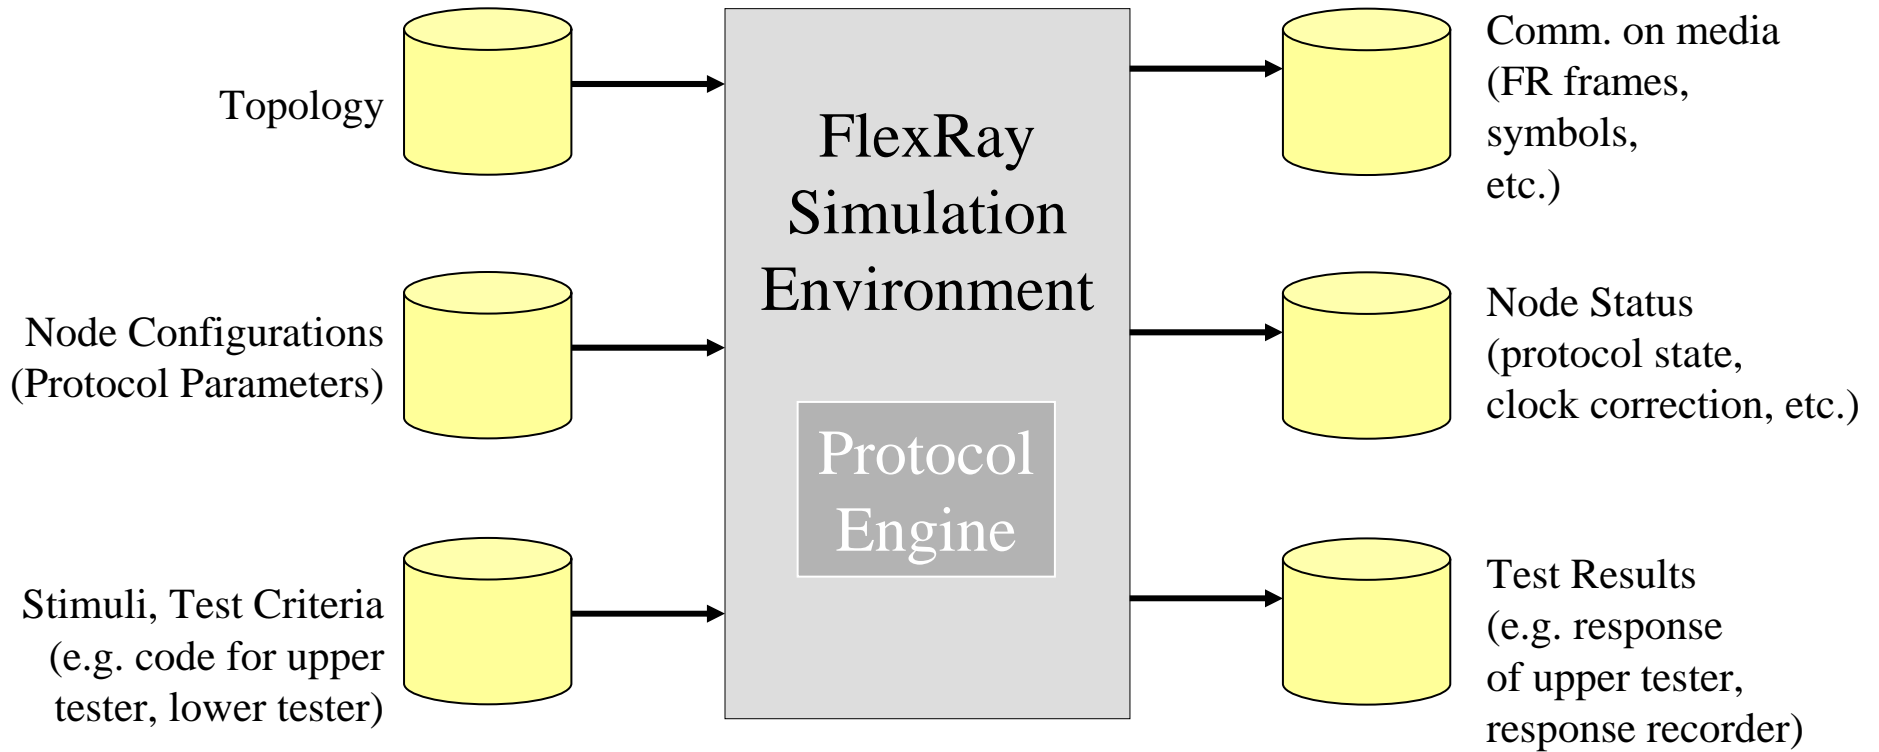 Topology
Node Configurations
(Protocol Parameters)
Stimuli, Test Criteria
(e.g. code for upper
tester, lower tester)
FlexRay
Simulation
Environment
Protocol
Engine
Comm. on media
(FR frames,
symbols,
etc.)
Node Status
(protocol state,
clock correction, etc.)
Test Results
(e.g. response
of upper tester,
response recorder)